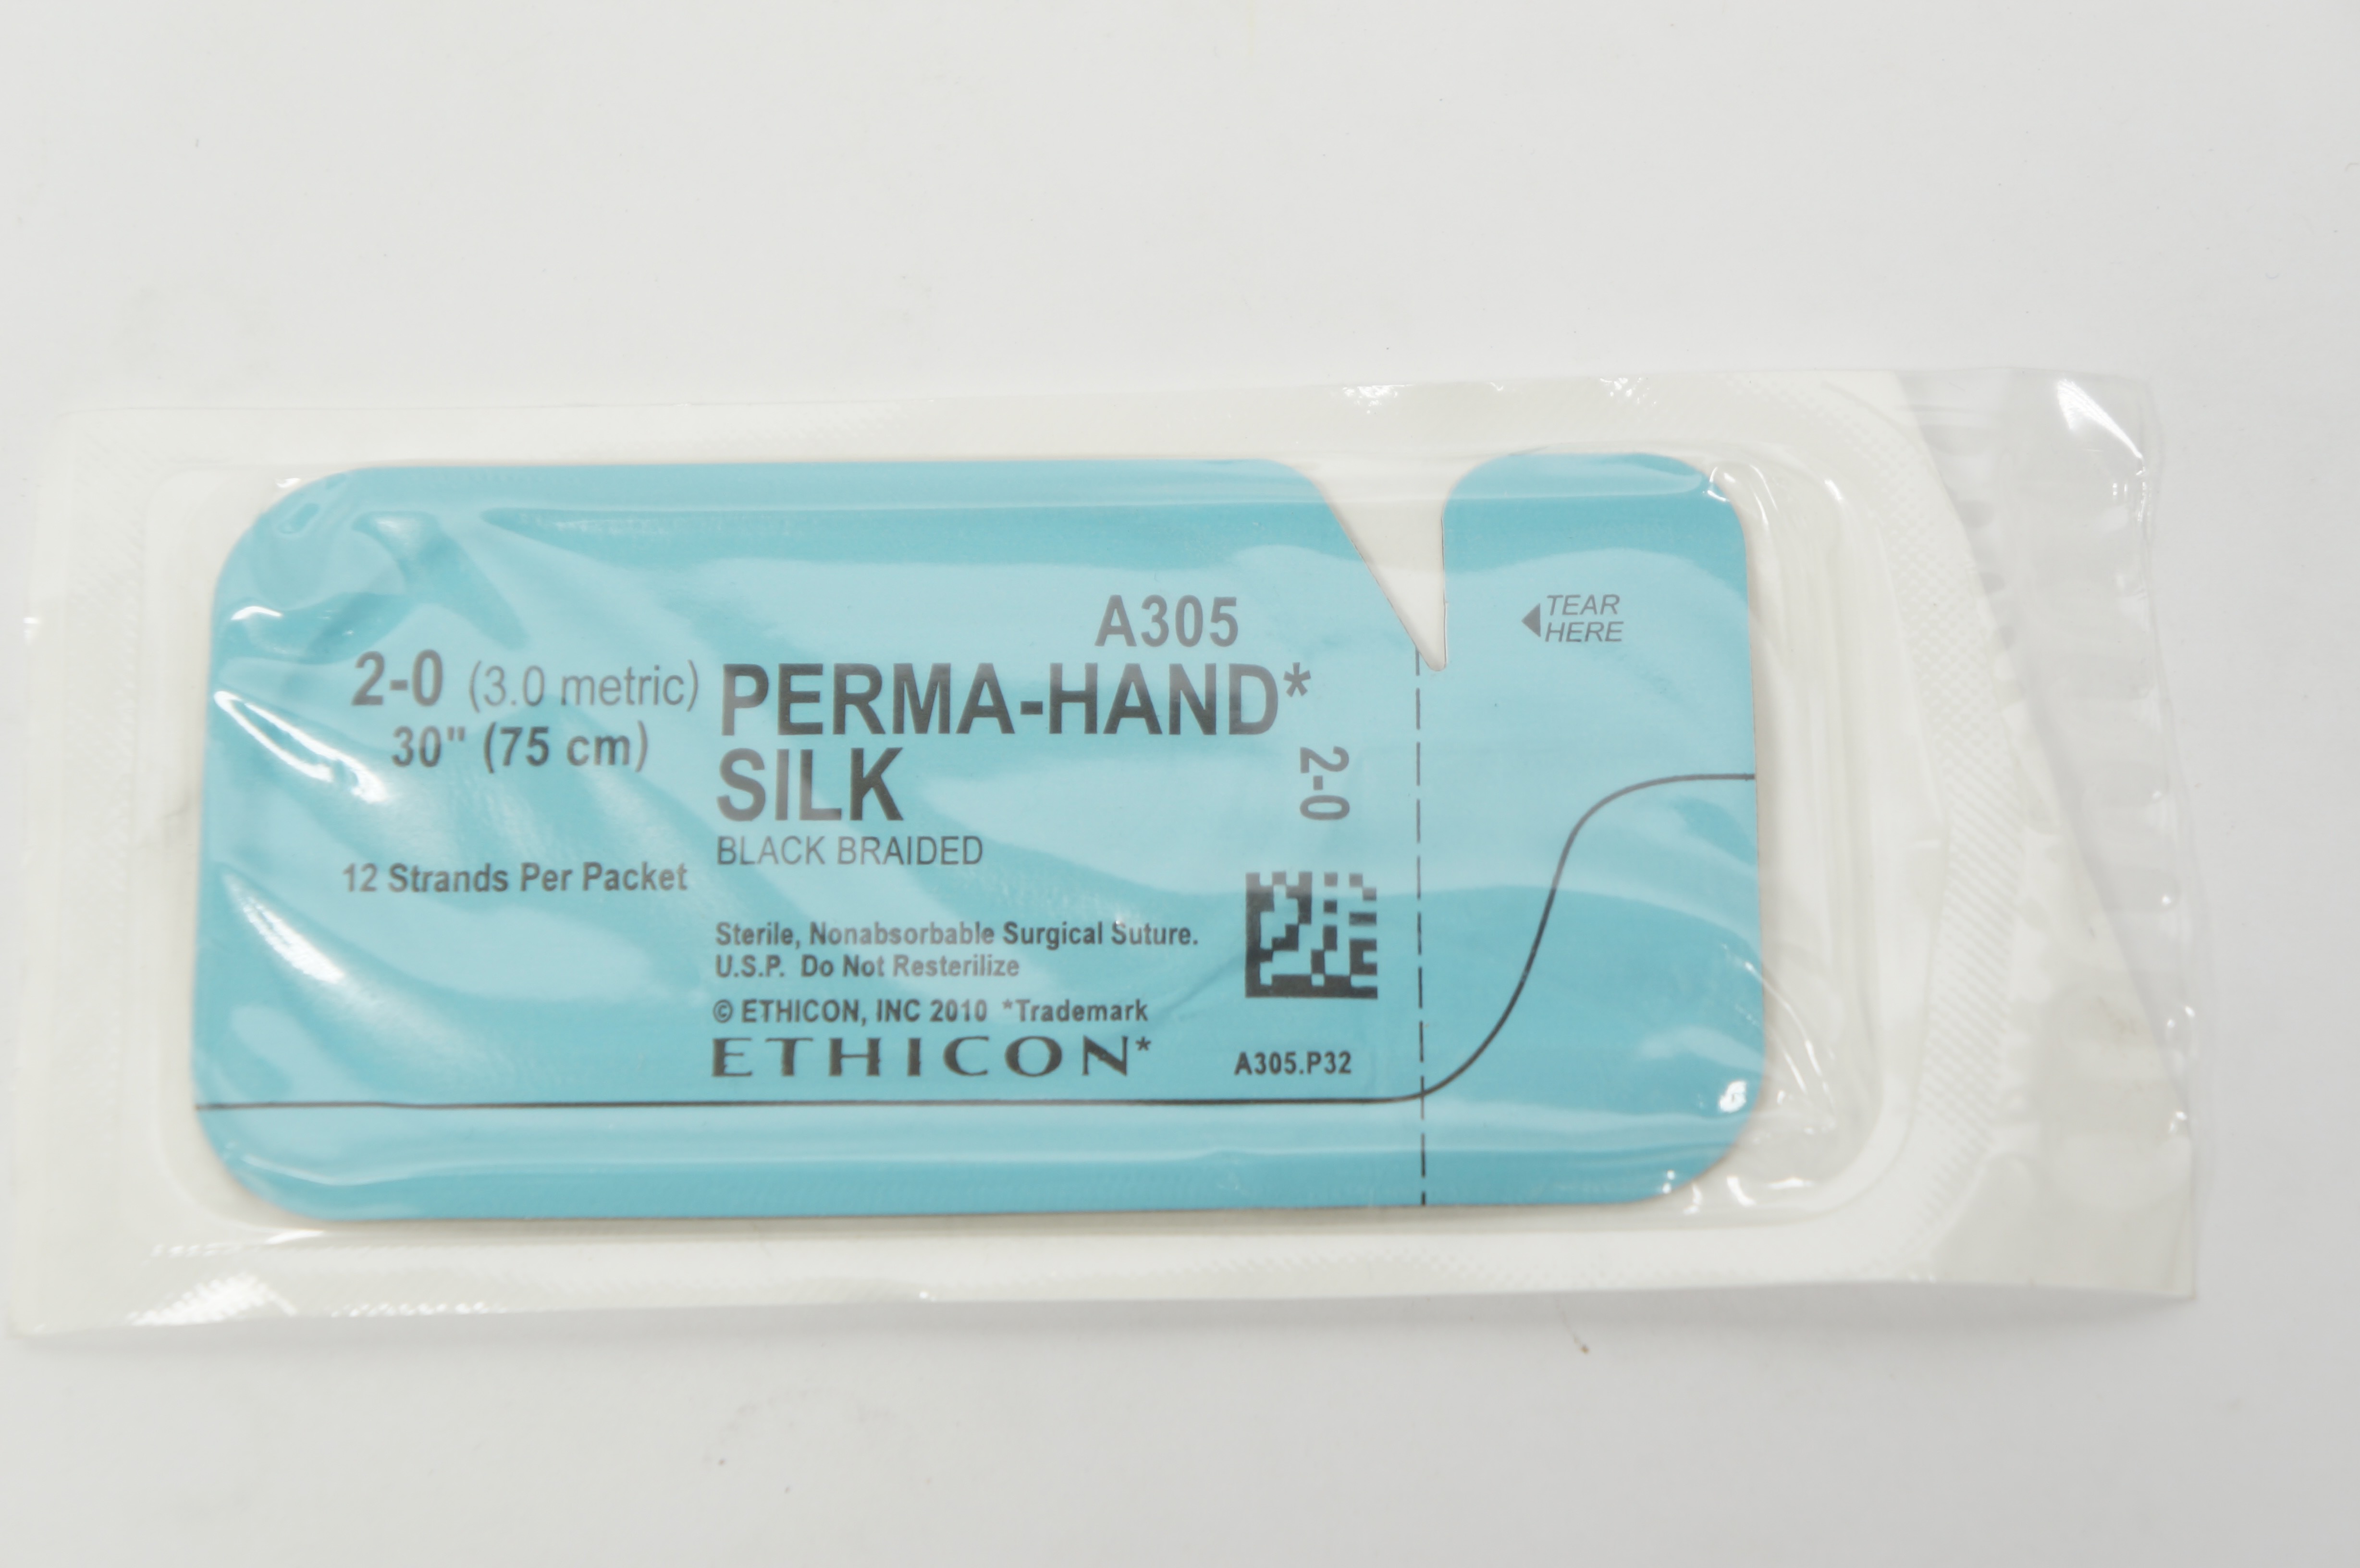 A305
2-0 (3.0 metric)
30" (75 cm)
PERMA-HAND*
SILK
BLACK BRAIDED
12 Strands Per Packet
Sterile, Nonabsorbable Surgical Suture.
U.S.P. Do Not Resterilize
© ETHICON, INC 2010 *Trademark
ETHICON*
A305.P32
2-0
TEAR
HERE